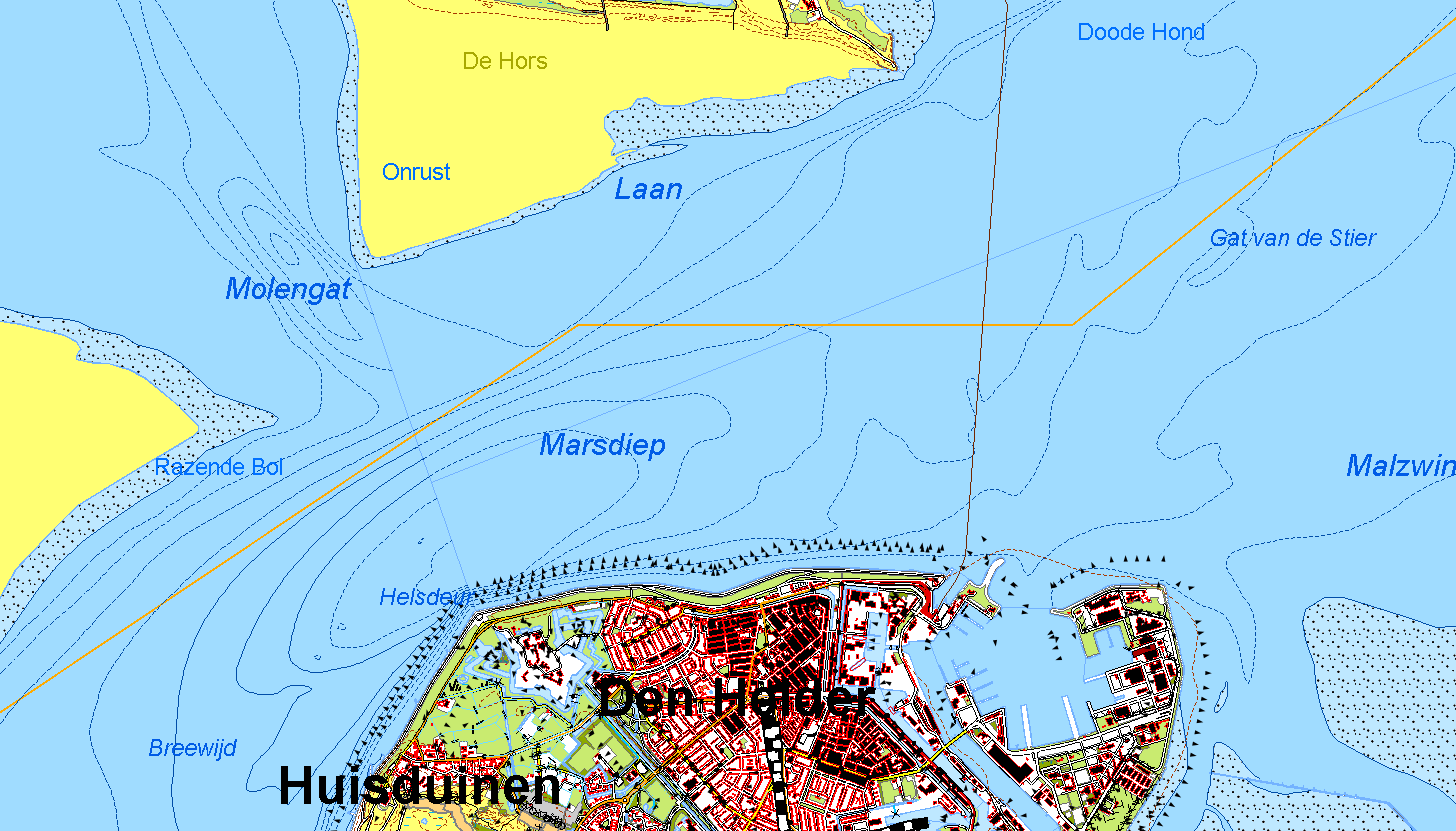 Doode Hond
De Hors
Onrust
Laan
Gat van de Stier
Molengat
Marsdiep
Razende Bol
Malzwin
Helsdeur
Den Helder
Breewijd
Huisduinen